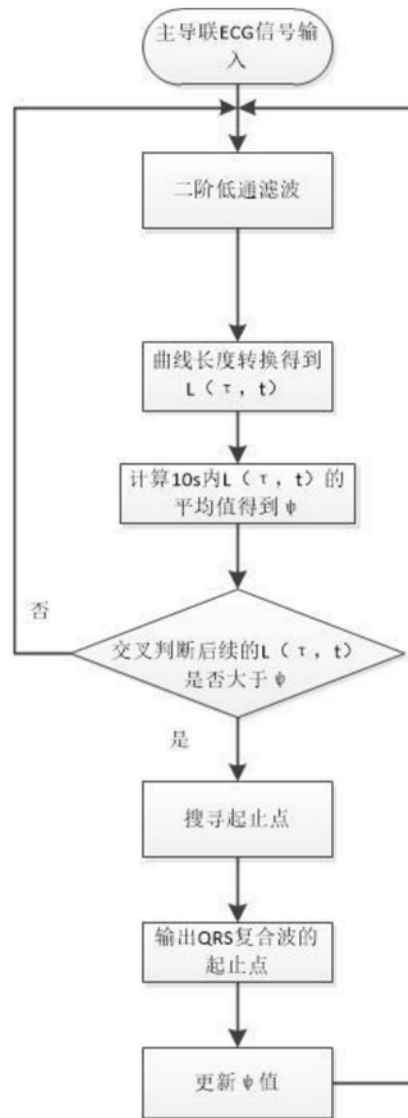 主导联ECG信号输
入
二阶低通滤波
曲线长度转换得到
L（τ，t）
计算10s内L（τ，t）的
平均值得到ψ
否
交叉判断后续的L（τ，t）
是否大于ψ
是
搜寻起止点
输出QRS复合波的
起止点
更新ψ值